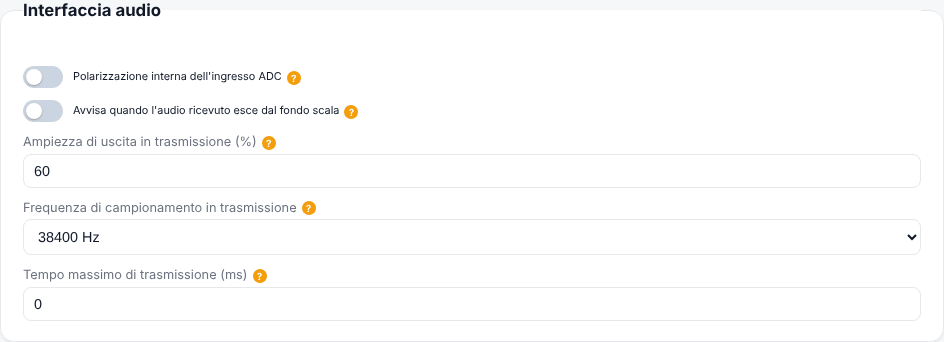 Interfaccia audio
Polarizzazione interna dell'ingresso ADC ?
Avvisa quando l'audio ricevuto esce dal fondo scala ?
Ampiezza di uscita in trasmissione (%) ?
60
Frequenza di campionamento in trasmissione ?
38400 Hz
Tempo massimo di trasmissione (ms) ?
0